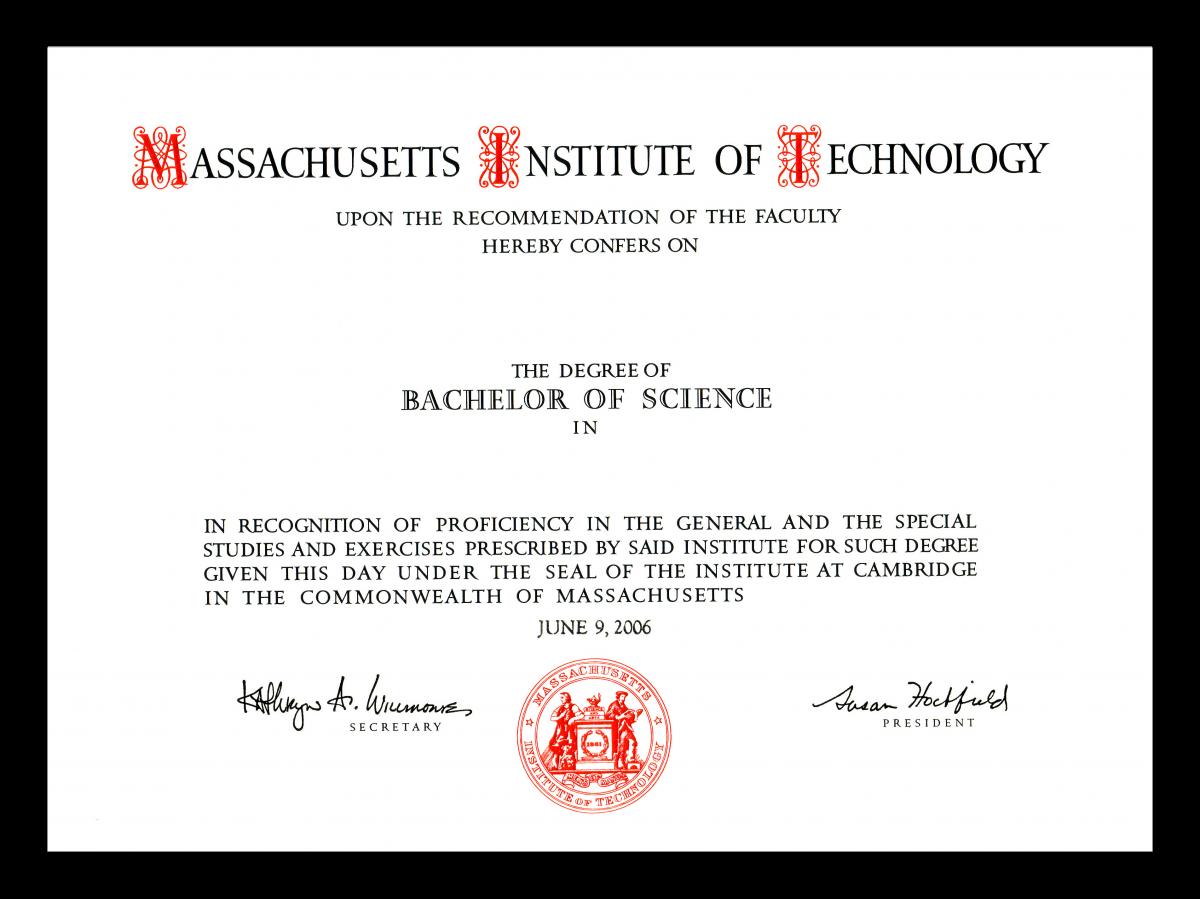 MASSACHUSETTS INSTITUTE OF TECHNOLOGY
UPON THE RECOMMENDATION OF THE FACULTY
HEREBY CONFERS ON
THE DEGREE OF
BACHELOR OF SCIENCE
IN
IN RECOGNITION OF PROFICIENCY IN THE GENERAL AND THE SPECIAL
STUDIES AND EXERCISES PRESCRIBED BY SAID INSTITUTE FOR SUCH DEGREE
GIVEN THIS DAY UNDER THE SEAL OF THE INSTITUTE AT CAMBRIDGE
IN THE COMMONWEALTH OF MASSACHUSETTS
JUNE 9, 2006
Kathryn A. Willmore
SECRETARY
MASSACHUSETTS
INSTITUTE OF TECHNOLOGY
SCIENCE AND ARTS
1861
Susan Hockfield
PRESIDENT